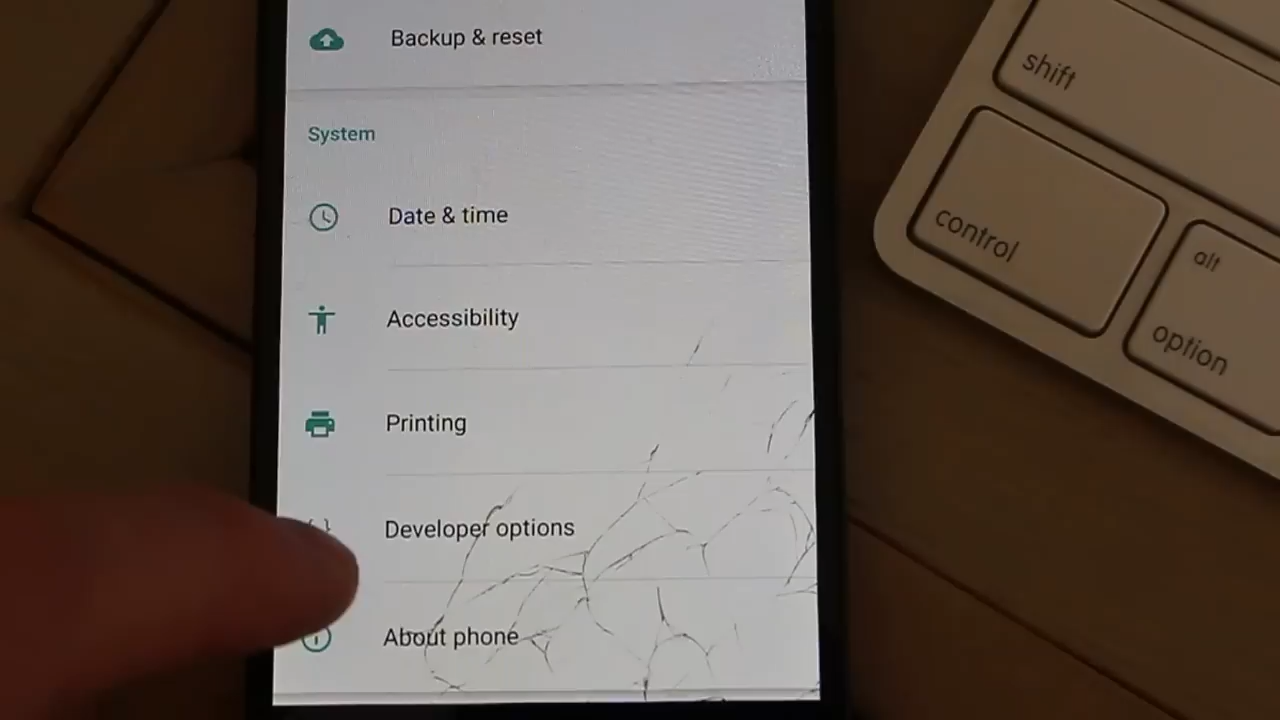 Backup & reset
System
Date & time
Accessibility
Printing
Developer options
About phone
shift
control
alt
option